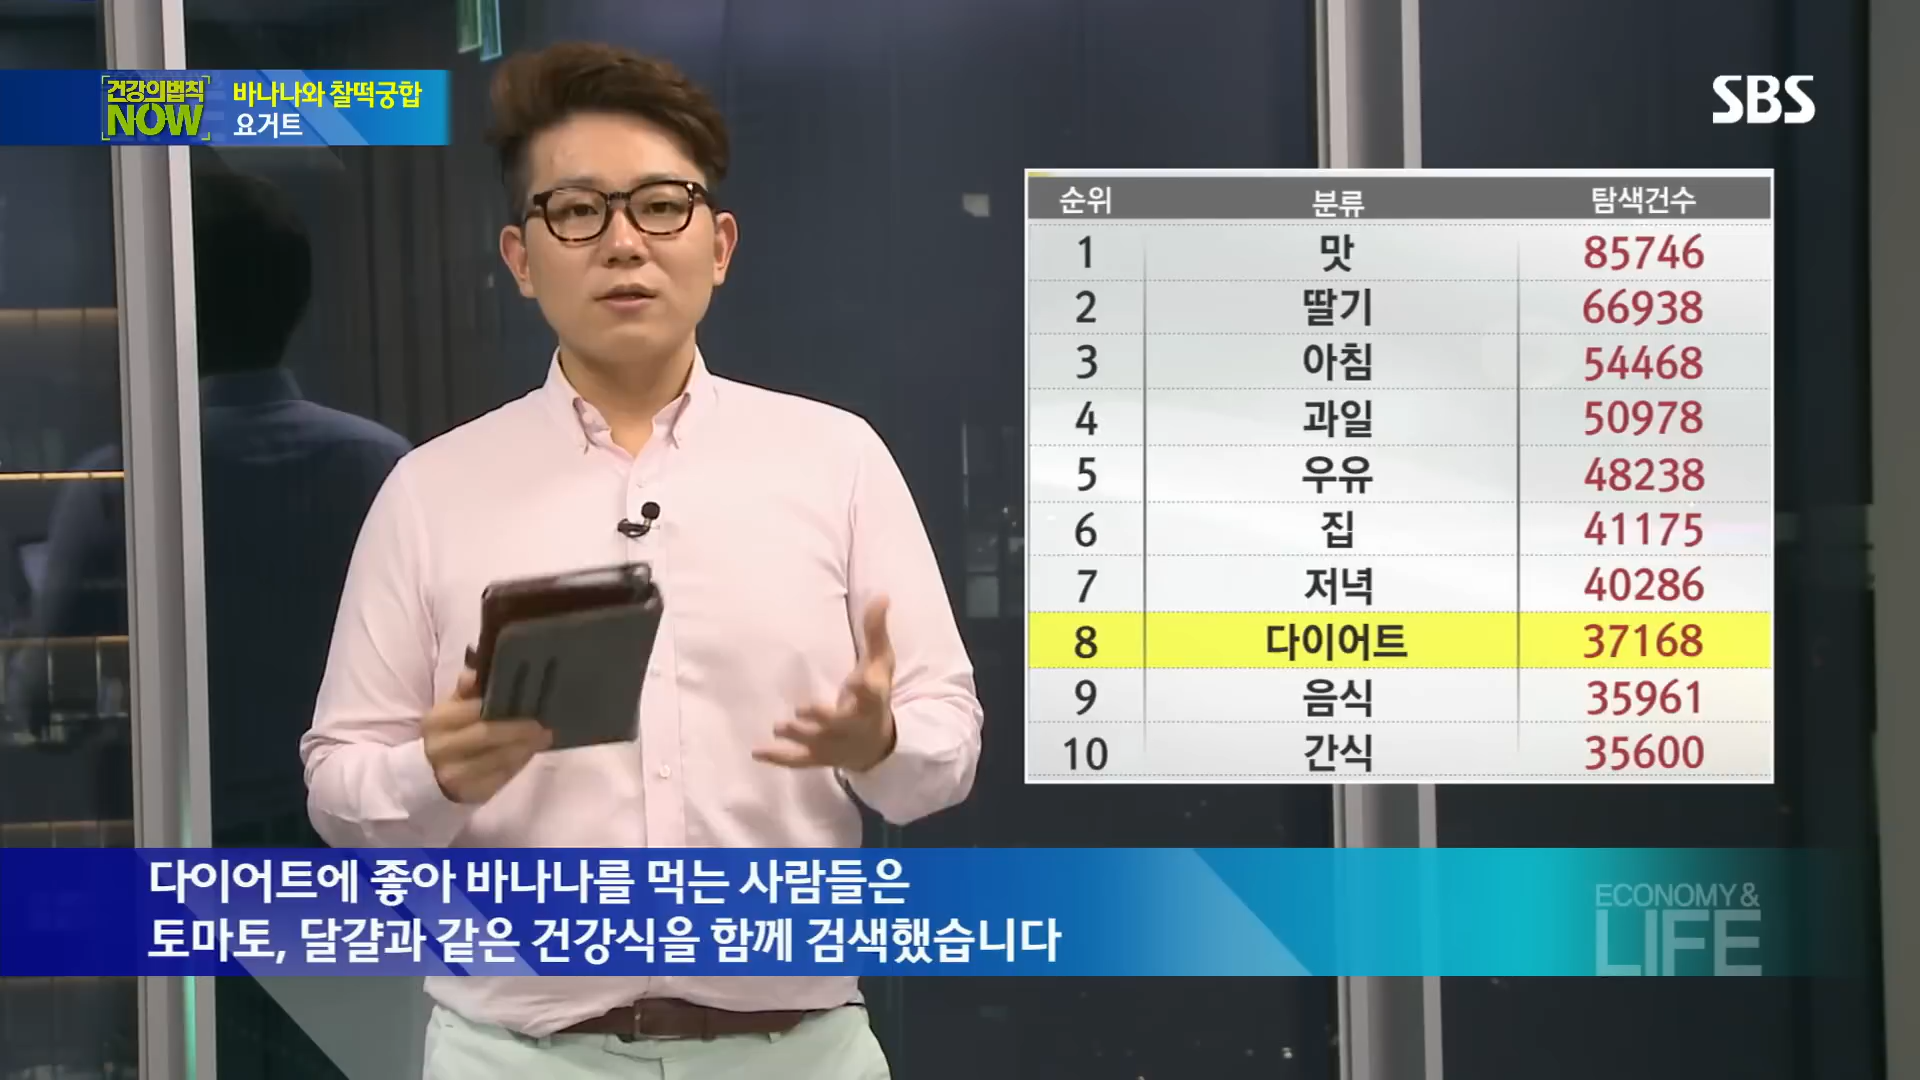 건강의법칙
NOW
바나나와 찰떡궁합
요거트
SBS
순위 분류 탐색건수
1 맛 85746
2 딸기 66938
3 아침 54468
4 과일 50978
5 우유 48238
6 집 41175
7 저녁 40286
8 다이어트 37168
9 음식 35961
10 간식 35600
다이어트에 좋아 바나나를 먹는 사람들은
토마토, 달걀과 같은 건강식을 함께 검색했습니다
ECONOMY &
LIFE